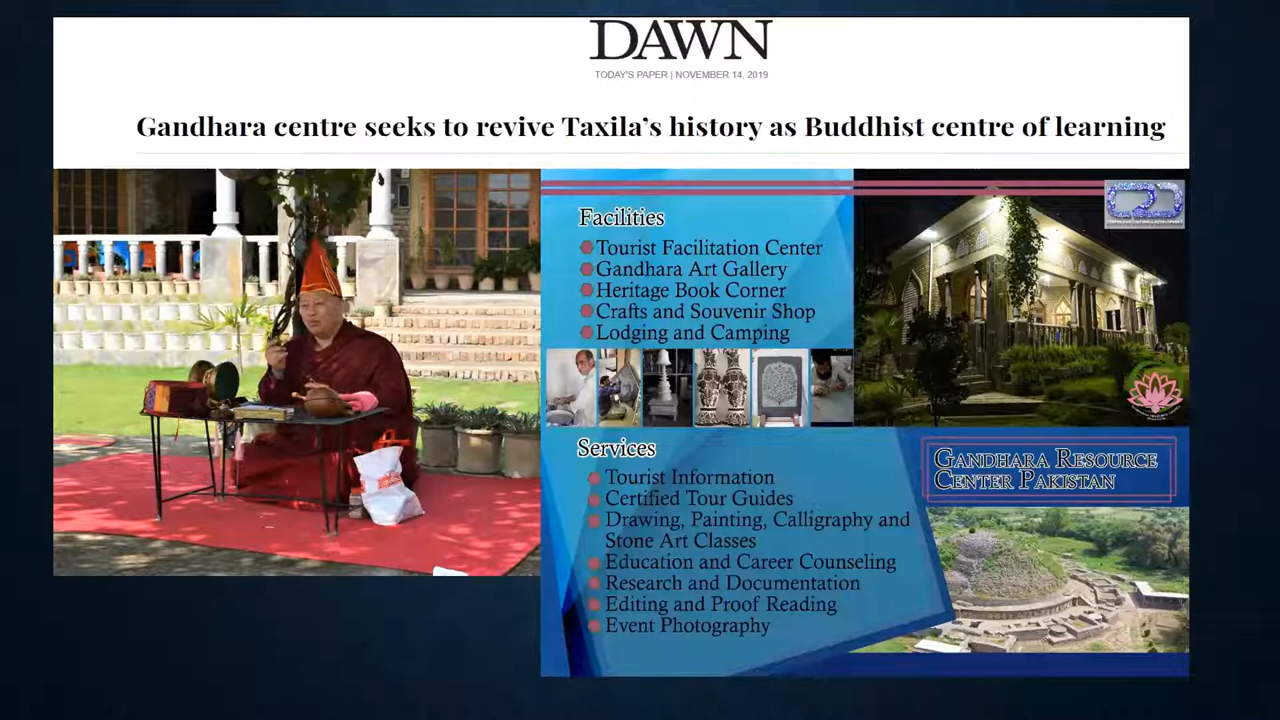 DAWN
TODAY'S PAPER | NOVEMBER 14, 2019
Gandhara centre seeks to revive Taxila's history as Buddhist centre of learning
Facilities
Tourist Facilitation Center
Gandhara Art Gallery
Heritage Book Corner
Crafts and Souvenir Shop
Lodging and Camping
Services
Tourist Information
Certified Tour Guides
Drawing, Painting, Calligraphy and
Stone Art Classes
Education and Career Counseling
Research and Documentation
Editing and Proof Reading
Event Photography
GANDHARA RESOURCE
CENTER PAKISTAN